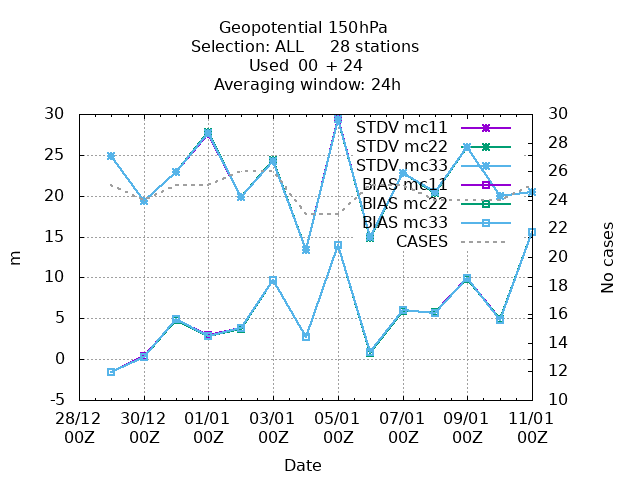 Geopotential 150hPa
Selection: ALL 28 stations
Used 00 + 24
Averaging window: 24h
30 30
STDV mc11
28
STDV mc22
25
STDV mc33
26
BIAS mc11
20
24
BIAS mc22
BIAS mc33
22
15
CASES
m
No cases
20
10
18
16
5
14
0
12
-5 10
28/12 30/12 01/01 03/01 05/01 07/01 09/01 11/01
00Z 00Z 00Z 00Z 00Z 00Z 00Z 00Z
Date